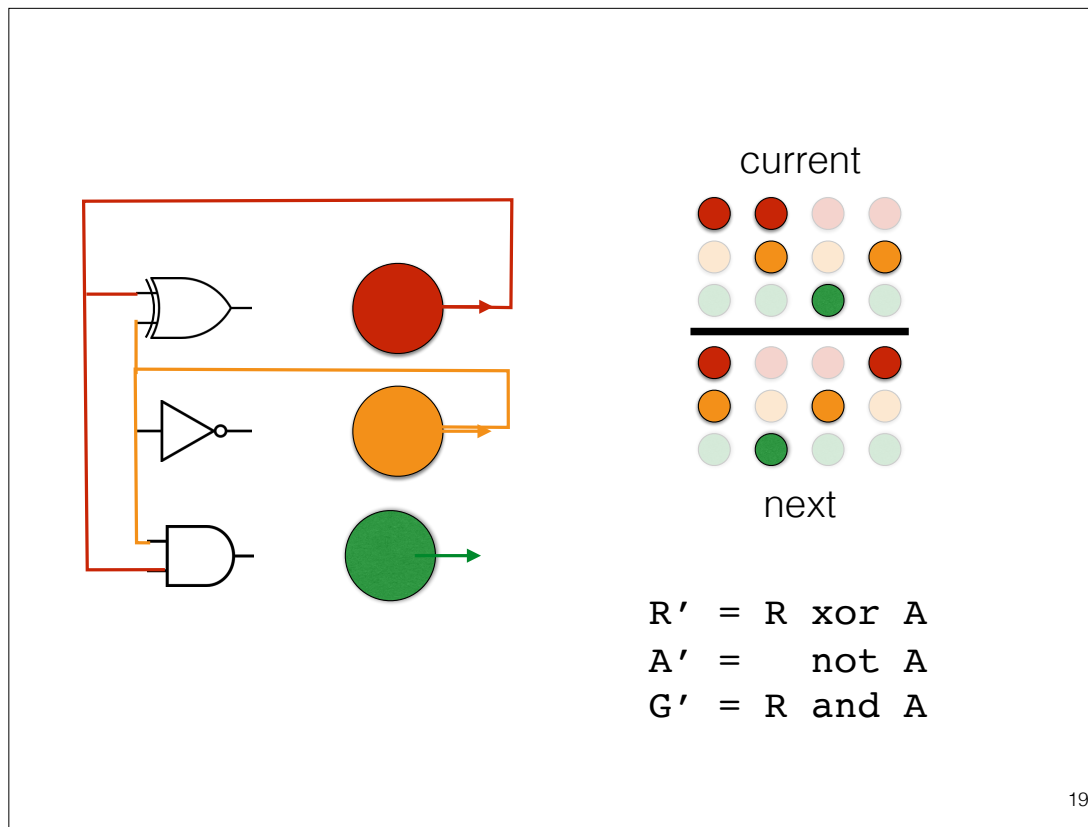 current
next
R′ = R xor A
A′ =   not A
G′ = R and A
19